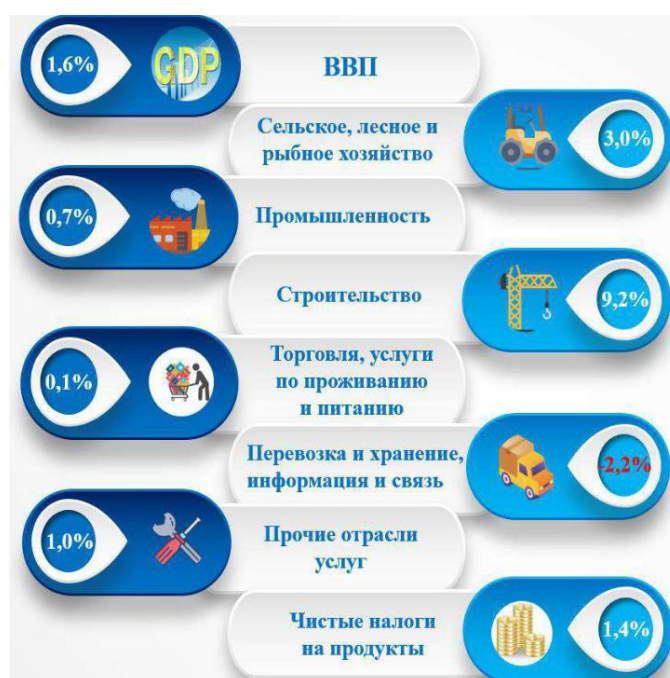 1,6%
GDP
ВВП
Сельское, лесное и
рыбное хозяйство
3,0%
0,7%
Промышленность
Строительство
9,2%
0,1%
Торговля, услуги
по проживанию
и питанию
Перевозка и хранение,
информация и связь
-2,2%
1,0%
Прочие отрасли
услуг
Чистые налоги
на продукты
1,4%